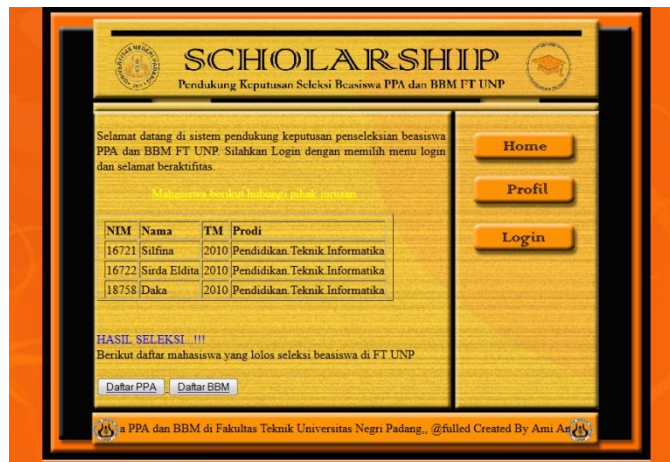 SCHOLARSHIP
Pendukung Keputusan Seleksi Beasiswa PPA dan BBM FT UNP
Selamat datang di sistem pendukung keputusan penseleksian beasiswa
PPA dan BBM FT UNP. Silahkan Login dengan memilih menu login
dan selamat beraktifitas.
Mahasiswa berikut hubungi pihak jurusan
NIM Nama TM Prodi
16721 Silfina 2010 Pendidikan Teknik Informatika
16722 Sirda Eldita 2010 Pendidikan Teknik Informatika
18758 Daka 2010 Pendidikan Teknik Informatika
HASIL SELEKSI...!!!
Berikut daftar mahasiswa yang lolos seleksi beasiswa di FT UNP
Daftar PPA Daftar BBM
Home
Profil
Login
a PPA dan BBM di Fakultas Teknik Universitas Negri Padang,, @fulled Created By Ami